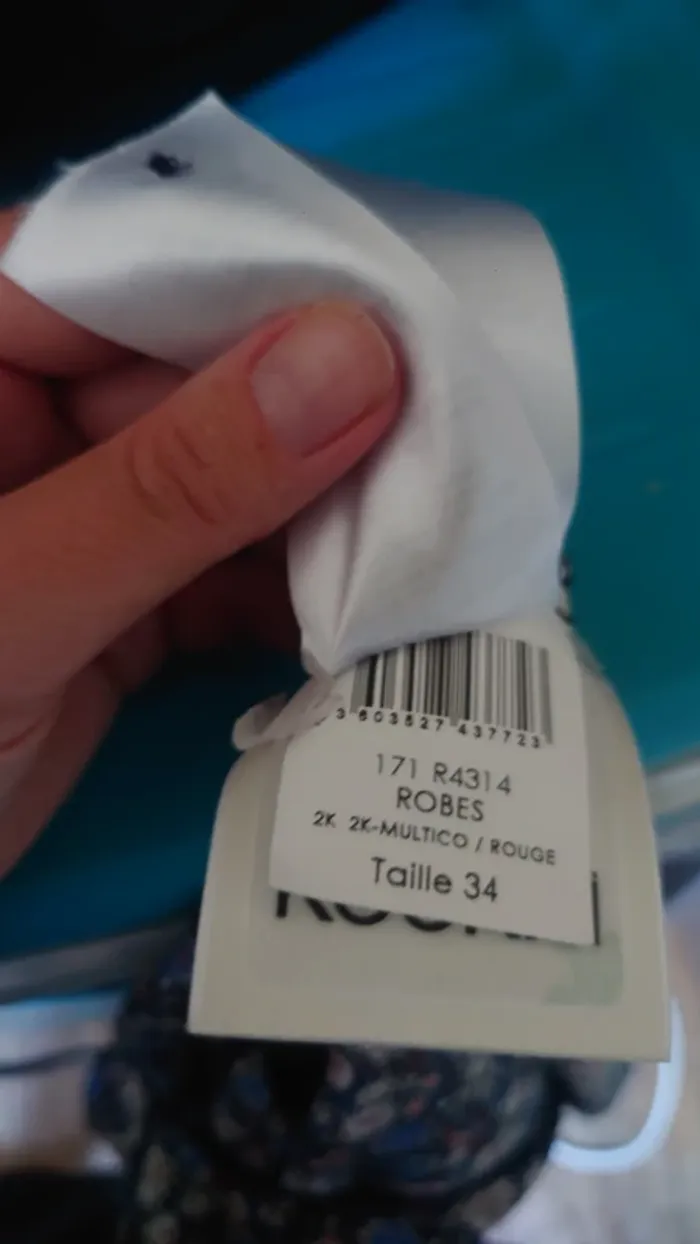 3 603527 437723
171 R4314
ROBES
2K 2K-MULTICO / ROUGE
Taille 34